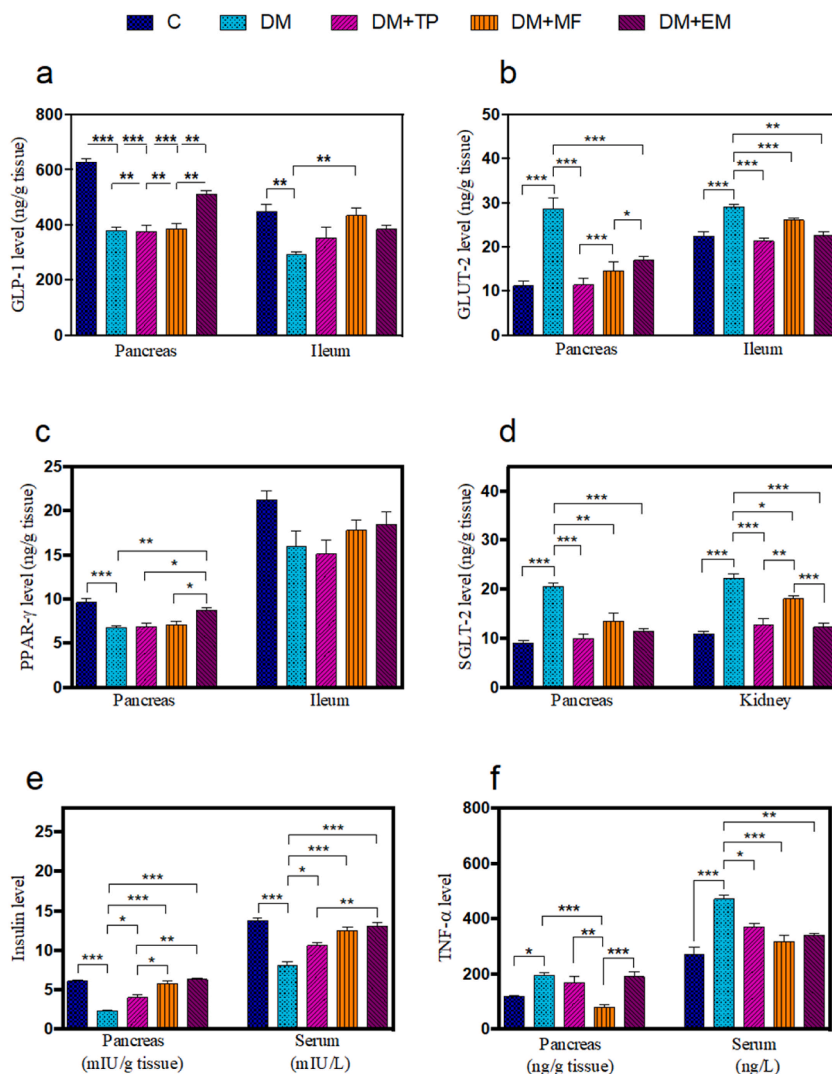 C DM DM+TP DM+MF DM+EM
a
GLP-1 level (ng/g tissue)
800
600
400
200
0
*** *** *** **
** ** **
**
**
Pancreas Ileum
b
GLUT-2 level (ng/g tissue)
50
40
30
20
10
0
***
*** ***
*
***
**
***
*** ***
Pancreas Ileum
c
PPAR-γ level (ng/g tissue)
25
20
15
10
5
0
**
*** *
*
Pancreas Ileum
d
SGLT-2 level (ng/g tissue)
40
30
20
10
0
***
**
*** ***
***
*
***
*** **
***
Pancreas Kidney
e
Insulin level
25
20
15
10
5
0
***
***
*
*** **
*
***
***
*
*** **
Pancreas Serum
(mIU/g tissue) (mIU/L)
f
TNF-α level
800
600
400
200
0
***
* **
***
**
***
*** *
Pancreas Serum
(ng/g tissue) (ng/L)